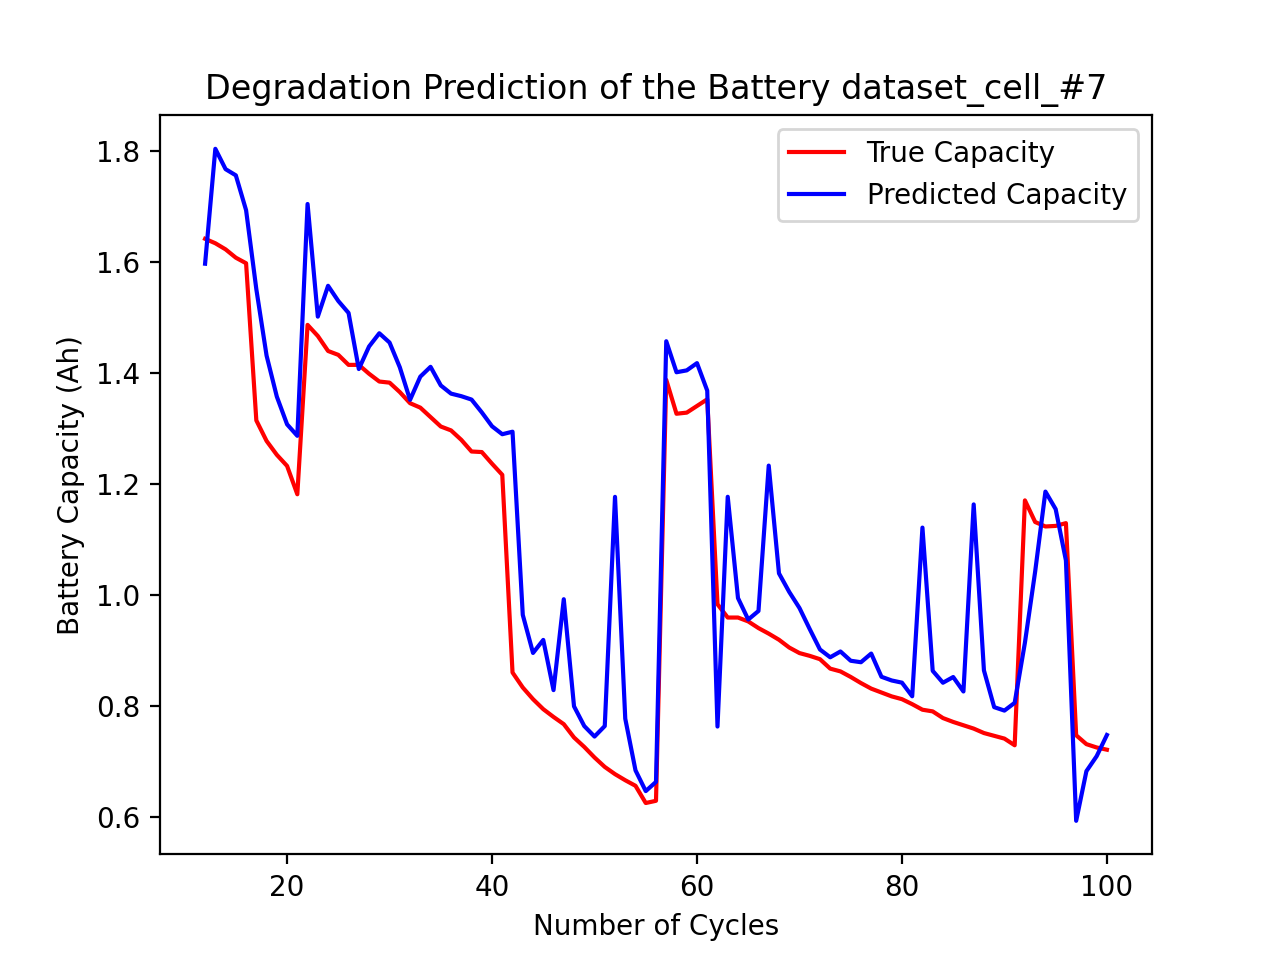 Degradation Prediction of the Battery dataset_cell_#7
True Capacity
Predicted Capacity
Battery Capacity (Ah)
1.8
1.6
1.4
1.2
1.0
0.8
0.6
20 40 60 80 100
Number of Cycles